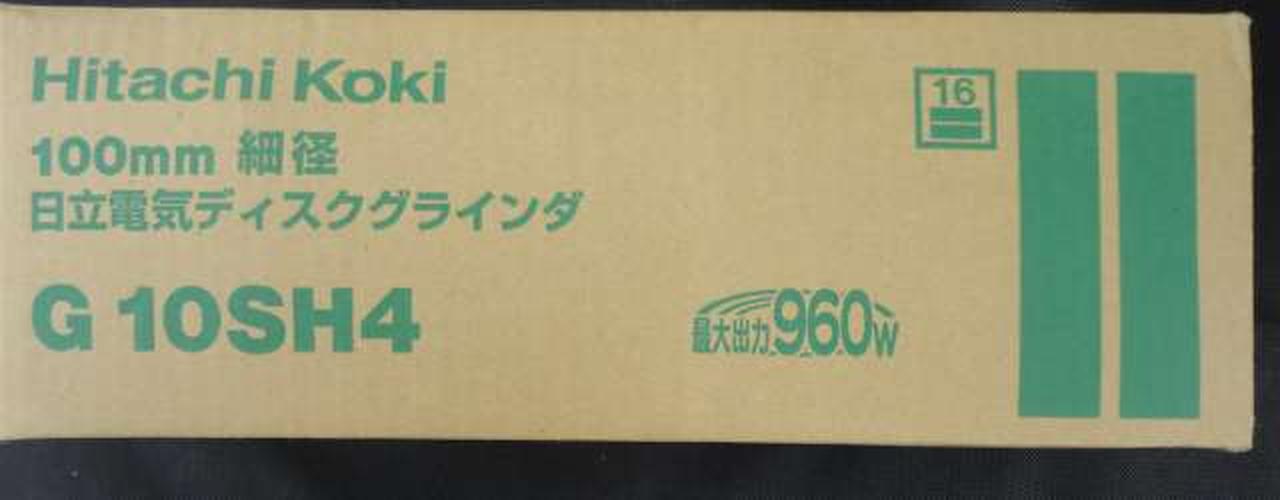 Hitachi Koki
100mm 細径
日立電気ディスクグラインダ
G 10SH4
最大出力960W
16